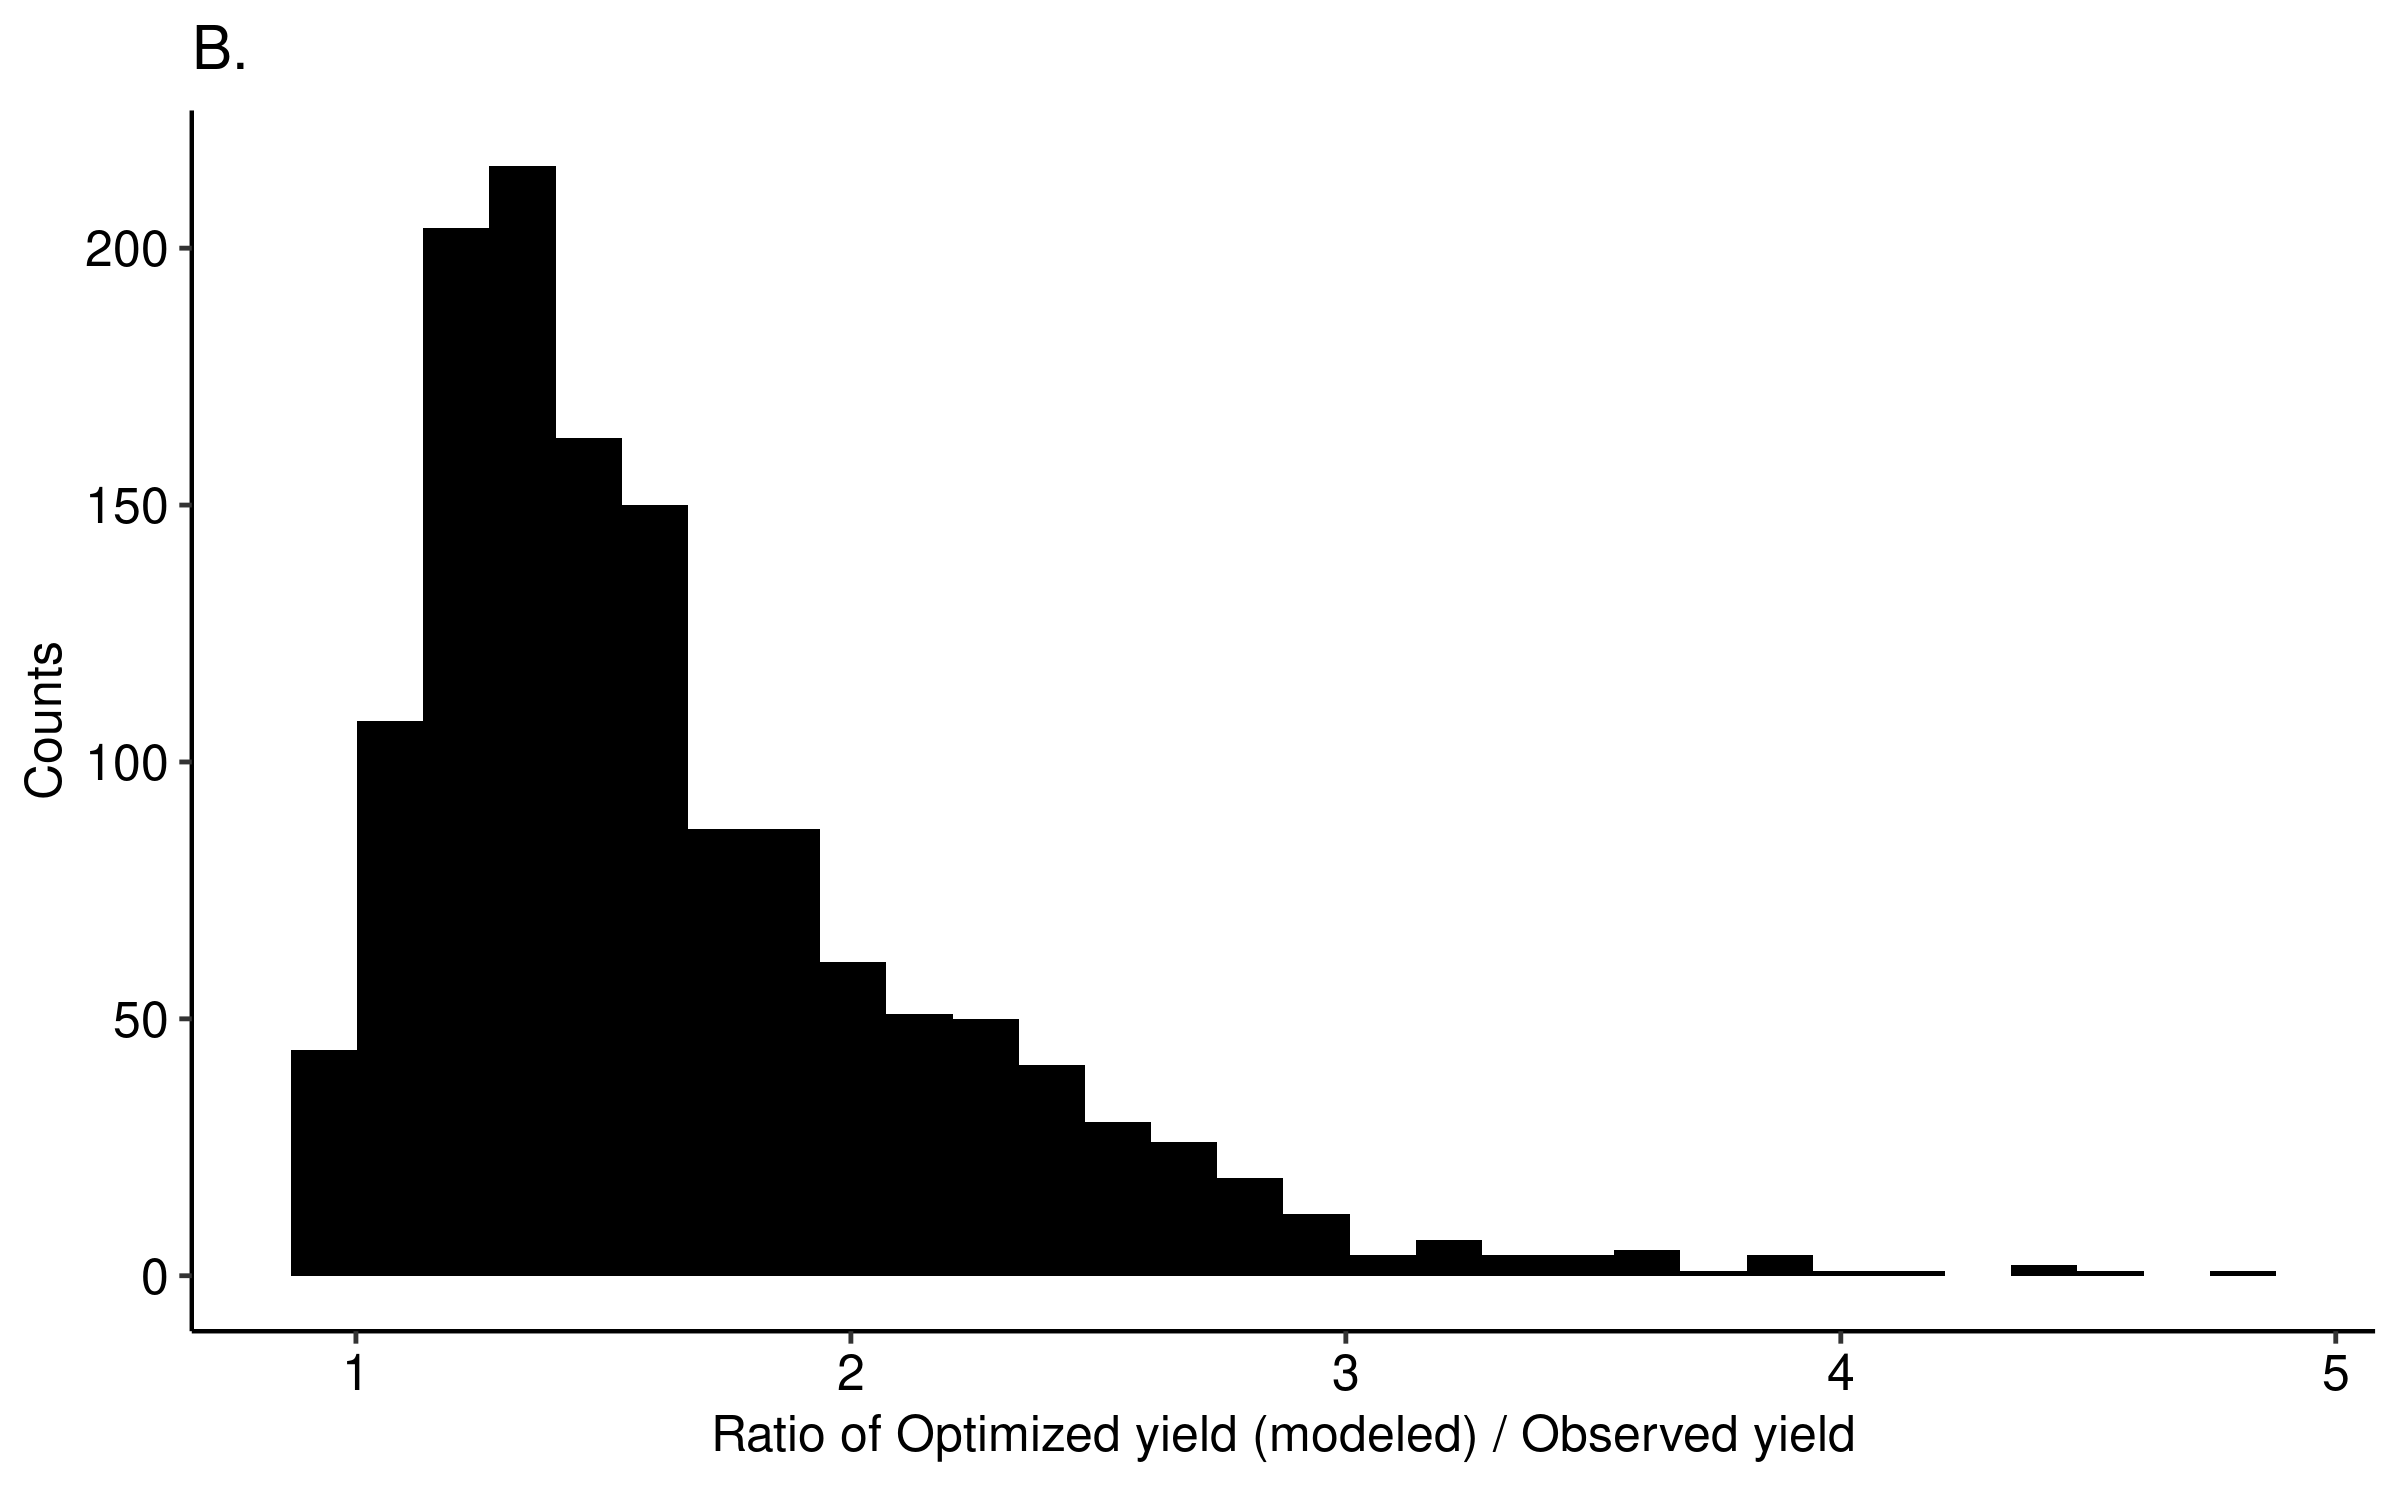 B.
Counts
200
150
100
50
0
1 2 3 4 5
Ratio of Optimized yield (modeled) / Observed yield